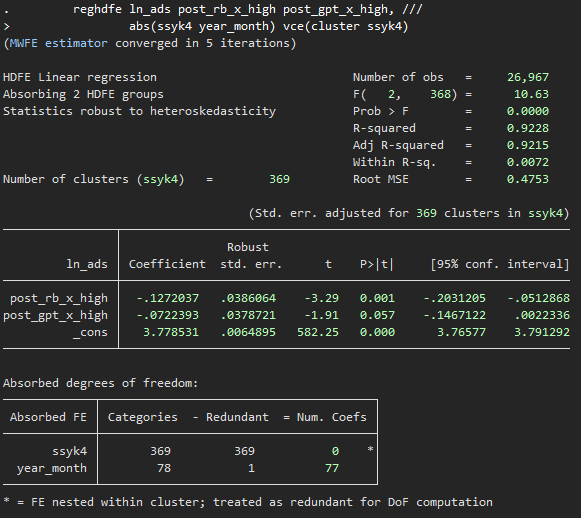 .         reghdfe ln_ads post_rb_x_high post_gpt_x_high, ///
>                 abs(ssyk4 year_month) vce(cluster ssyk4)
(MWFE estimator converged in 5 iterations)
HDFE Linear regression                            Number of obs   =     26,967
Absorbing 2 HDFE groups                           F(   2,    368) =      10.63
Statistics robust to heteroskedasticity           Prob > F        =     0.0000
                                                  R-squared       =     0.9228
                                                  Adj R-squared   =     0.9215
                                                  Within R-sq.    =     0.0072
Number of clusters (ssyk4)   =        369         Root MSE        =     0.4753
(Std. err. adjusted for 369 clusters in ssyk4)
Robust
ln_ads | Coefficient  std. err.      t    P>|t|     [95% conf. interval]
post_rb_x_high | -.1272037   .0386064    -3.29   0.001    -.2031205   -.0512868
post_gpt_x_high | -.0722393   .0378721    -1.91   0.057    -.1467122    .0022336
_cons | 3.778531   .0064895   582.25   0.000      3.76577    3.791292
Absorbed degrees of freedom:
Absorbed FE | Categories  - Redundant  = Num. Coefs
ssyk4 | 369         369           0    *
year_month | 78           1          77
* = FE nested within cluster; treated as redundant for DoF computation